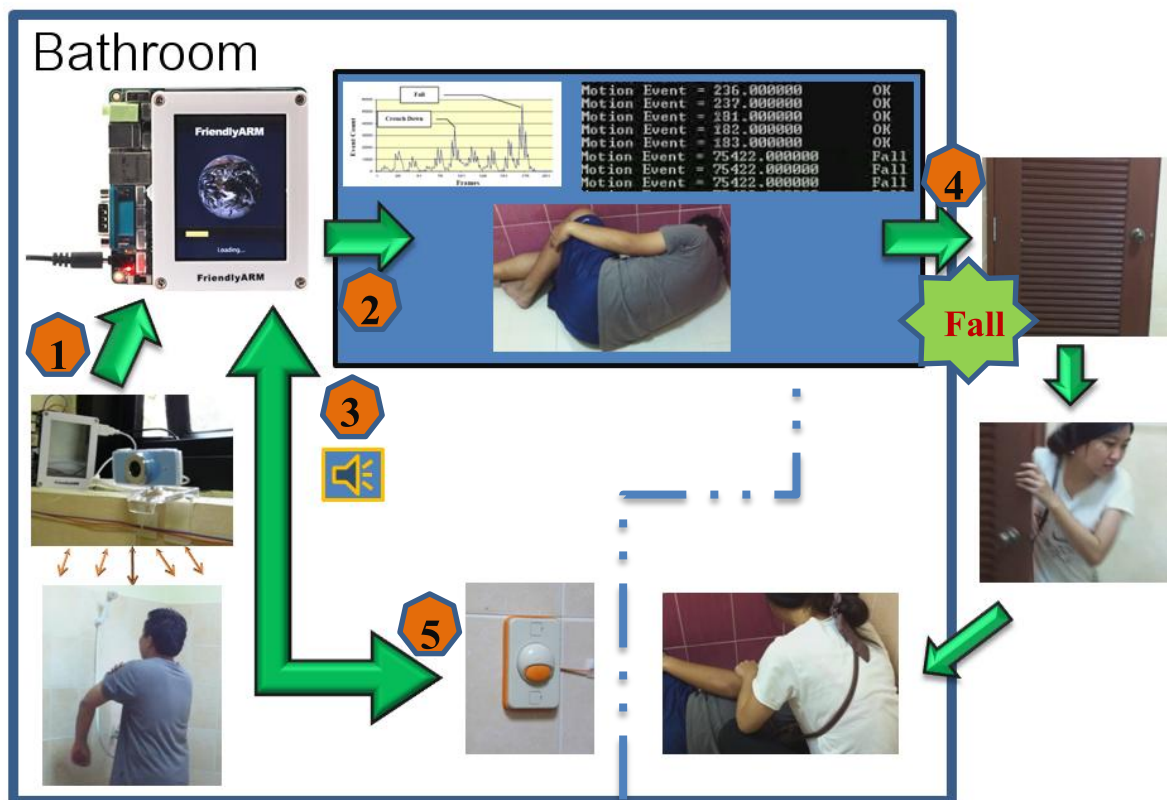 Bathroom
FriendlyARM
Loading...
FriendlyARM
Fall
Crouch Down
Event Count
Frames
Motion Event = 236.000000 OK
Motion Event = 237.000000 OK
Motion Event = 181.000000 OK
Motion Event = 182.000000 OK
Motion Event = 183.000000 OK
Motion Event = 75422.000000 Fall
Motion Event = 75422.000000 Fall
Motion Event = 75422.000000 Fall
4
2
Fall
1
3
5